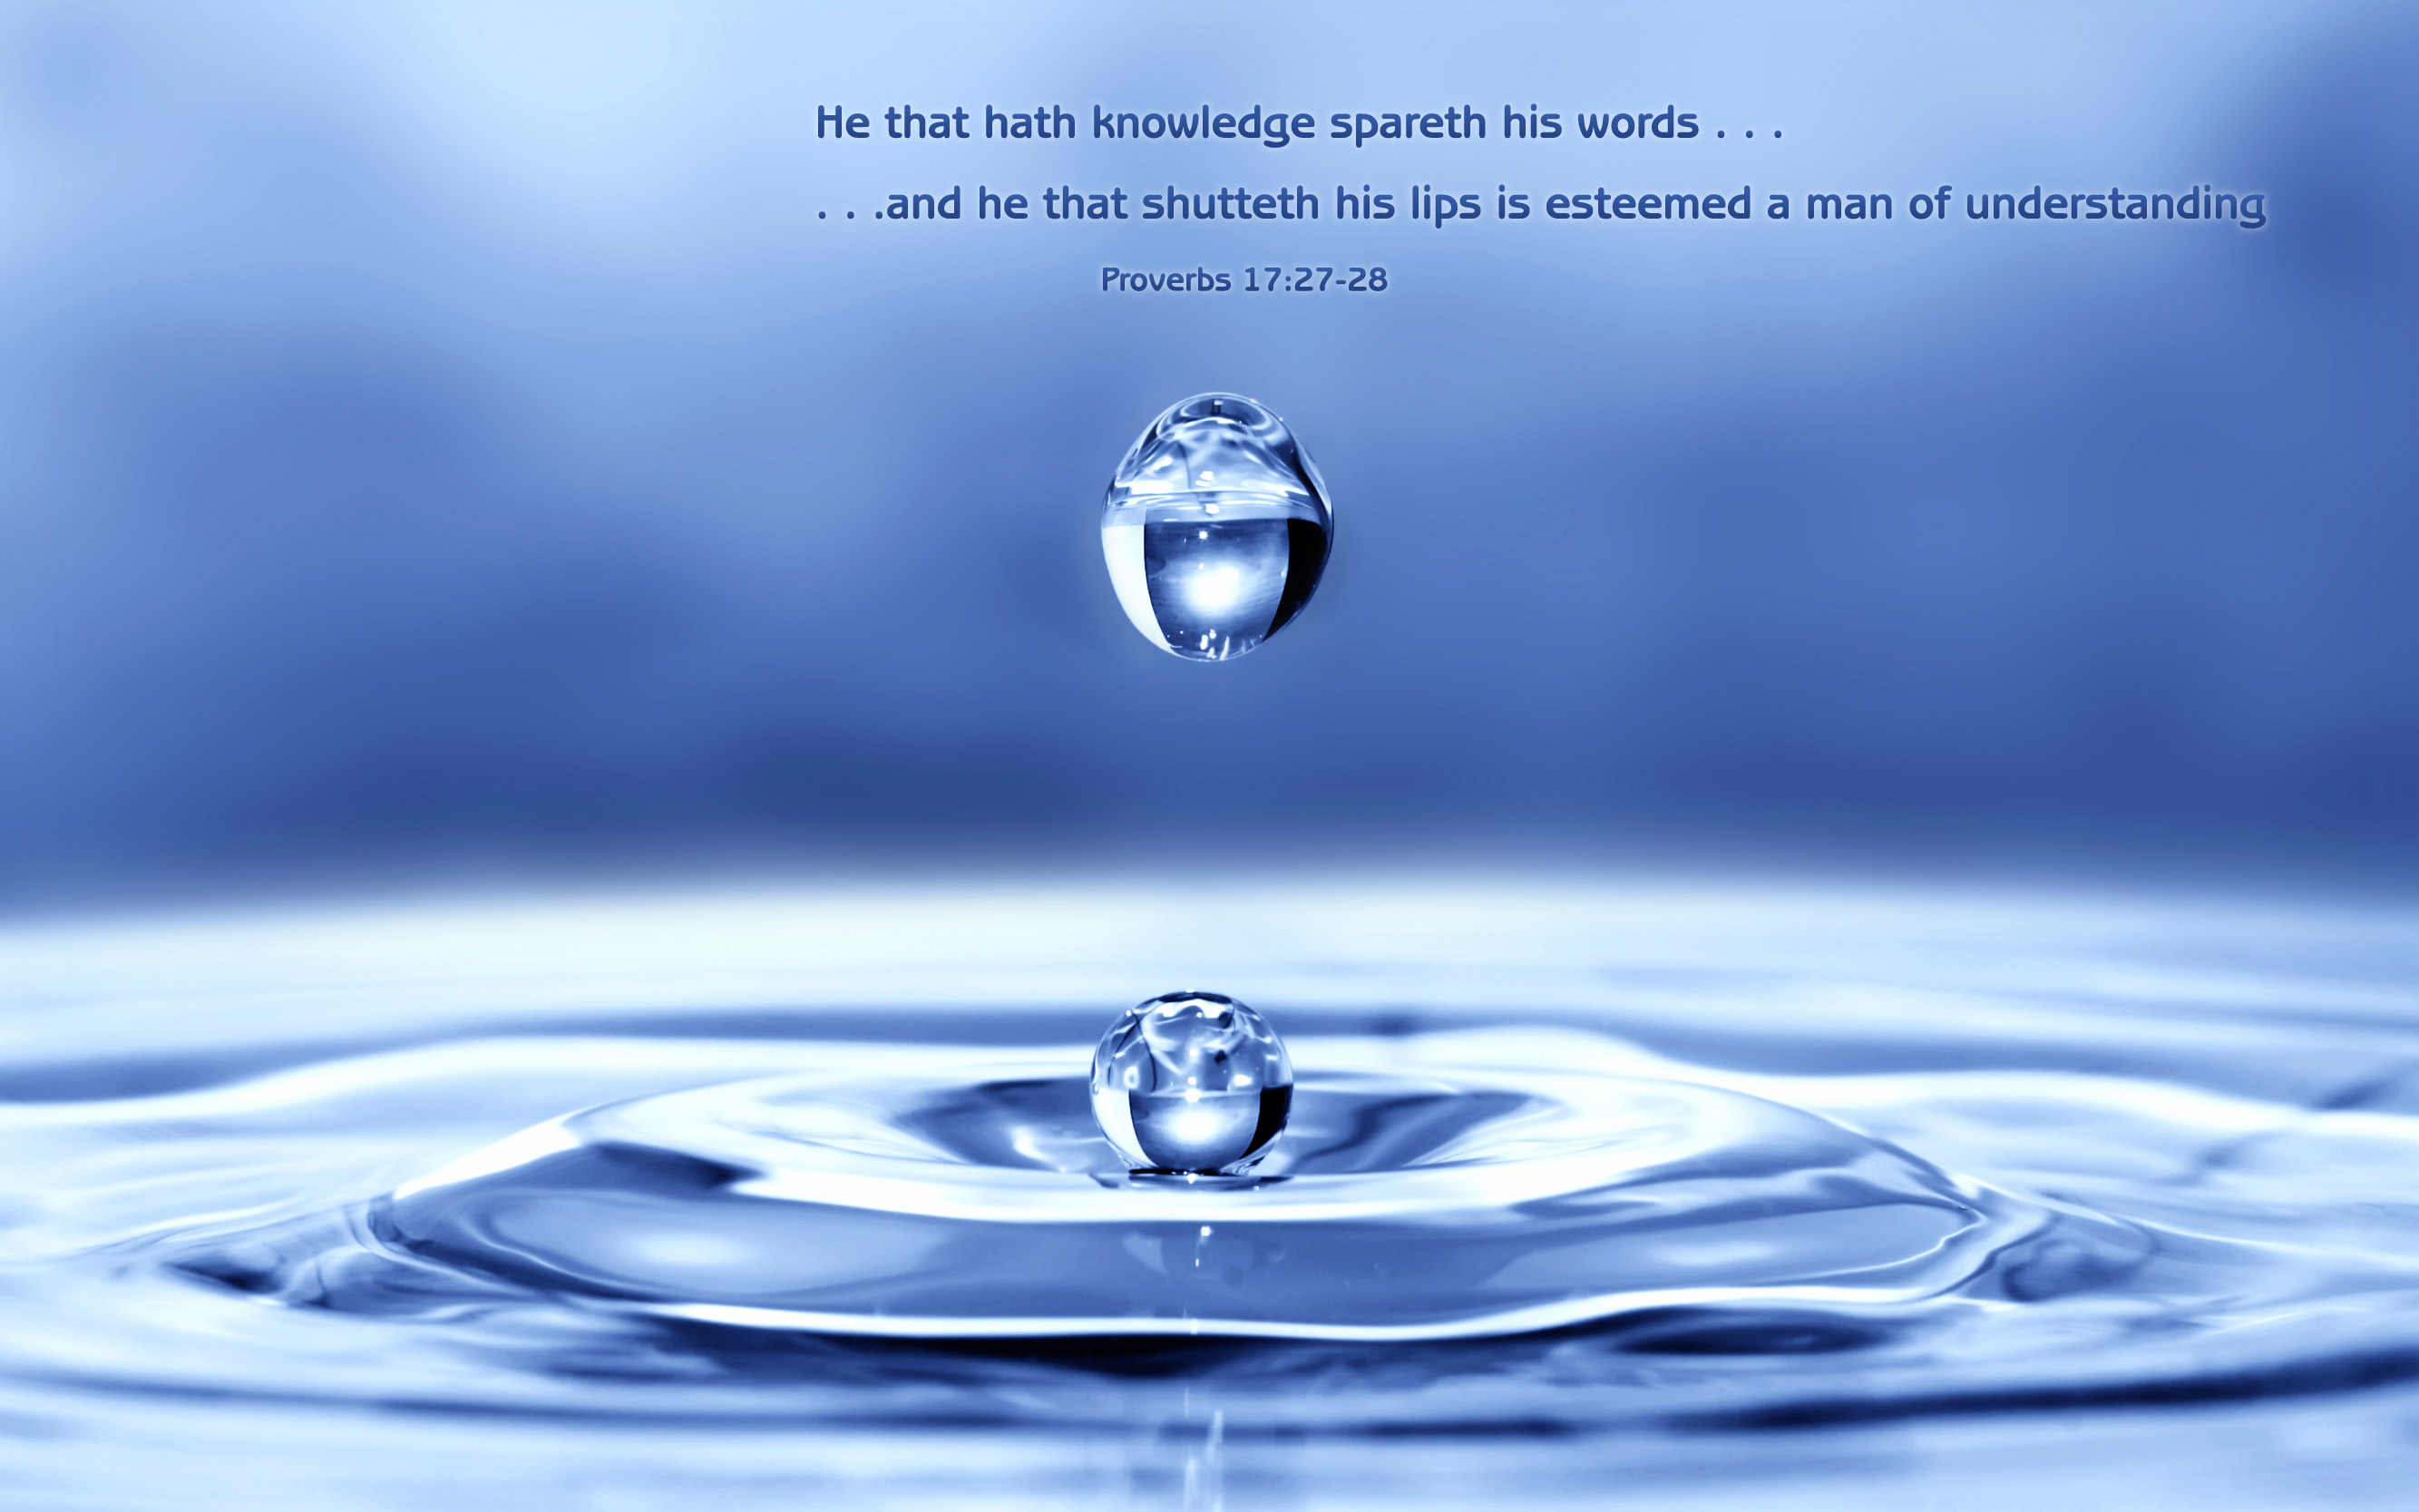 He that hath knowledge spareth his words . . .
. . .and he that shutteth his lips is esteemed a man of understanding
Proverbs 17:27-28